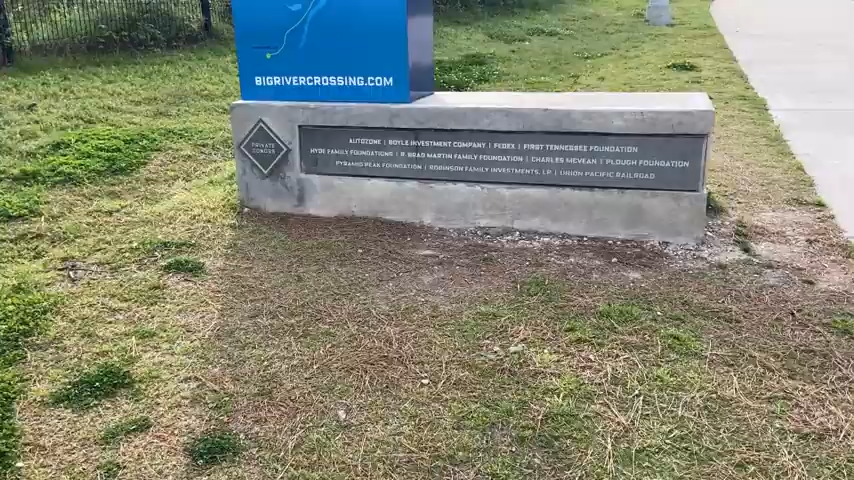 BIGRIVERCROSSING.COM
PRIVATE
DONORS
AUTOZONE | BOYLE INVESTMENT COMPANY | FEDEX | FIRST TENNESSEE FOUNDATION
HYDE FAMILY FOUNDATIONS | R. BRAD MARTIN FAMILY FOUNDATION | CHARLES MCVEAN | PLOUGH FOUNDATION
PYRAMID PEAK FOUNDATION | ROBINSON FAMILY INVESTMENTS, LP | UNION PACIFIC RAILROAD